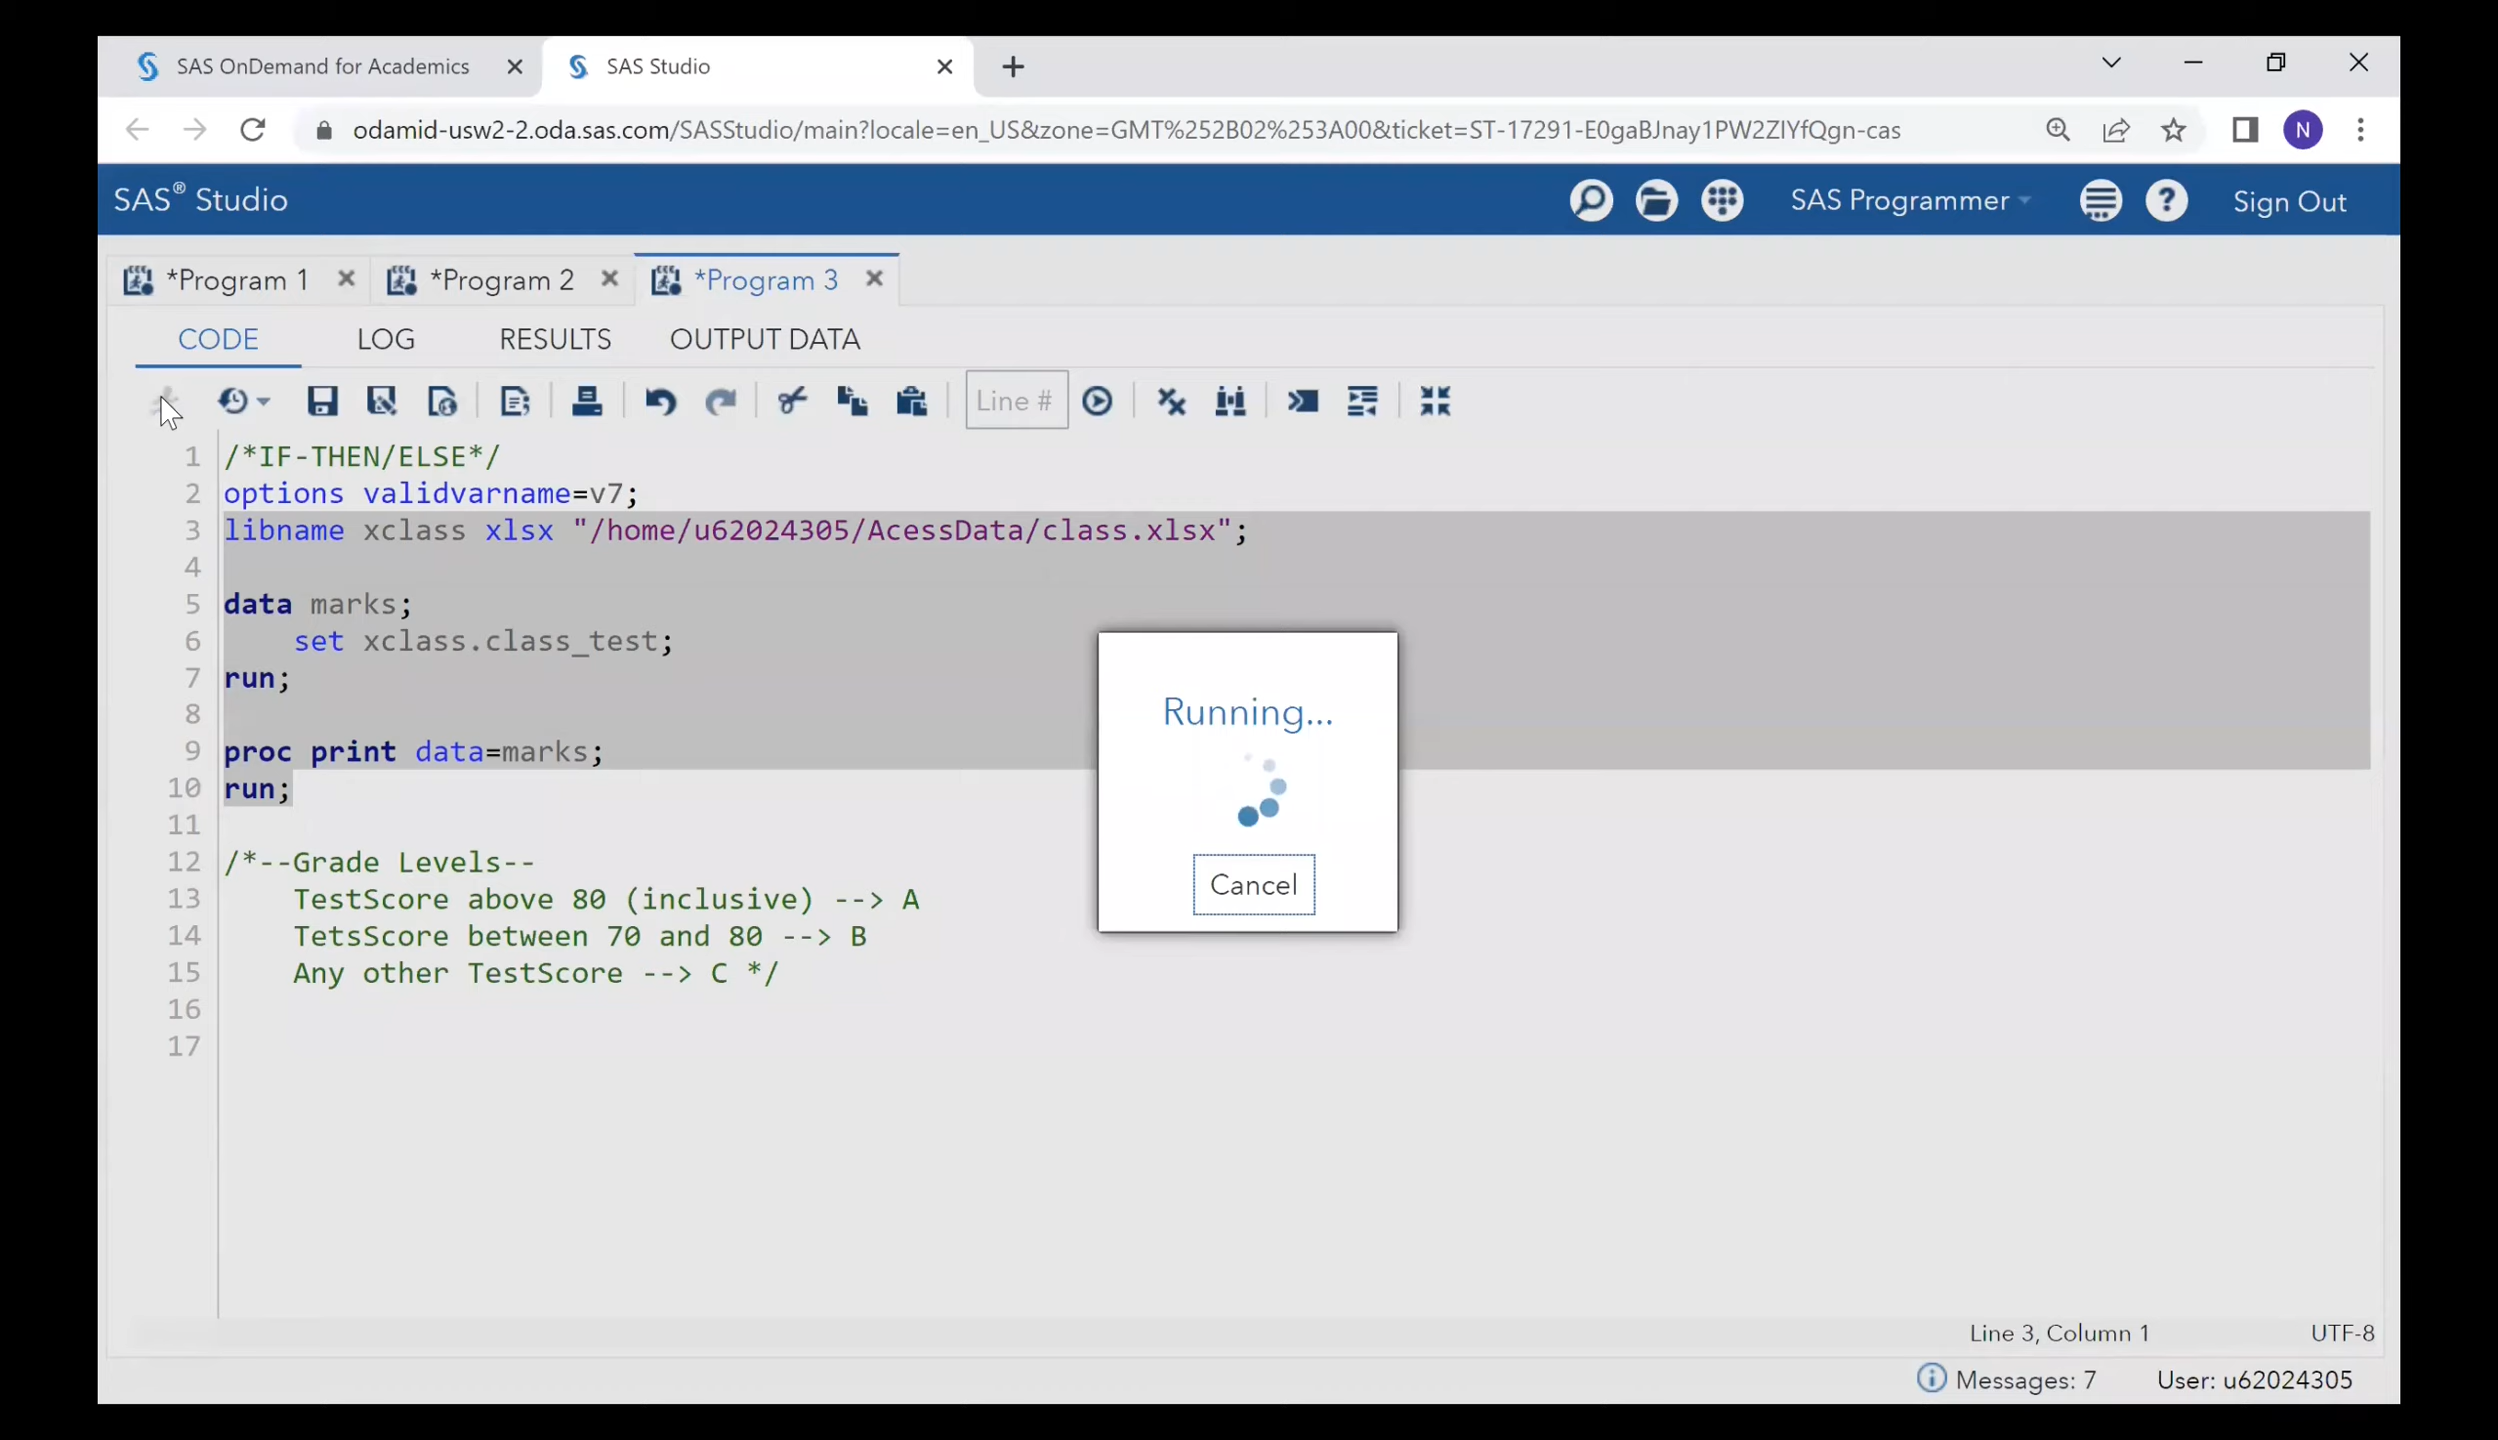 SAS OnDemand for Academics
SAS Studio
odamid-usw2-2.oda.sas.com/SASStudio/main?locale=en_US&zone=GMT%252B02%253A00&ticket=ST-17291-E0gaBJnay1PW2ZIYfQgn-cas
N
SAS® Studio
SAS Programmer
?
Sign Out
*Program 1
*Program 2
*Program 3
CODE
LOG
RESULTS
OUTPUT DATA
Line #
1 /*IF-THEN/ELSE*/
2 options validvarname=v7;
3 libname xclass xlsx "/home/u62024305/AcessData/class.xlsx";
4
5 data marks;
6 set xclass.class_test;
7 run;
8
9 proc print data=marks;
10 run;
11
12 /*--Grade Levels--
13 TestScore above 80 (inclusive) --> A
14 TetsScore between 70 and 80 --> B
15 Any other TestScore --> C */
16
17
Running...
Cancel
Line 3, Column 1
UTF-8
Messages: 7
User: u62024305